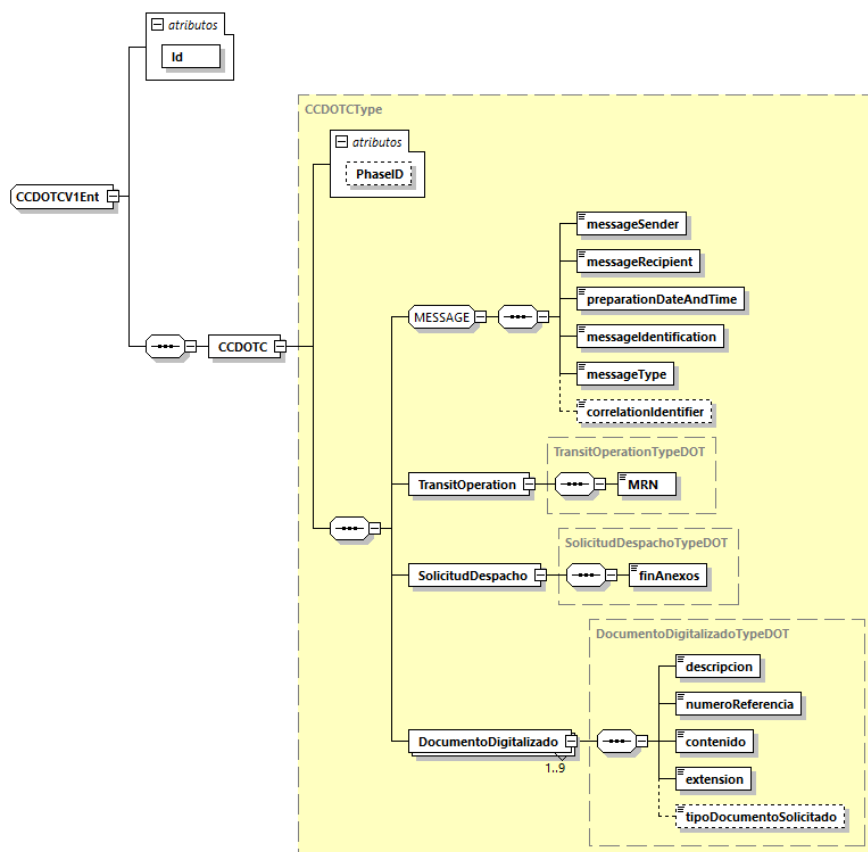 atributos
Id
CCDOTCType
atributos
PhaseID
CCDOTCV1Ent
messageSender
messageRecipient
preparationDateAndTime
MESSAGE
messageIdentification
messageType
CCDOTC
correlationIdentifier
TransitOperationTypeDOT
TransitOperation
MRN
SolicitudDespachoTypeDOT
SolicitudDespacho
finAnexos
DocumentoDigitalizadoTypeDOT
descripcion
numeroReferencia
DocumentoDigitalizado
contenido
1..9
extension
tipoDocumentoSolicitado